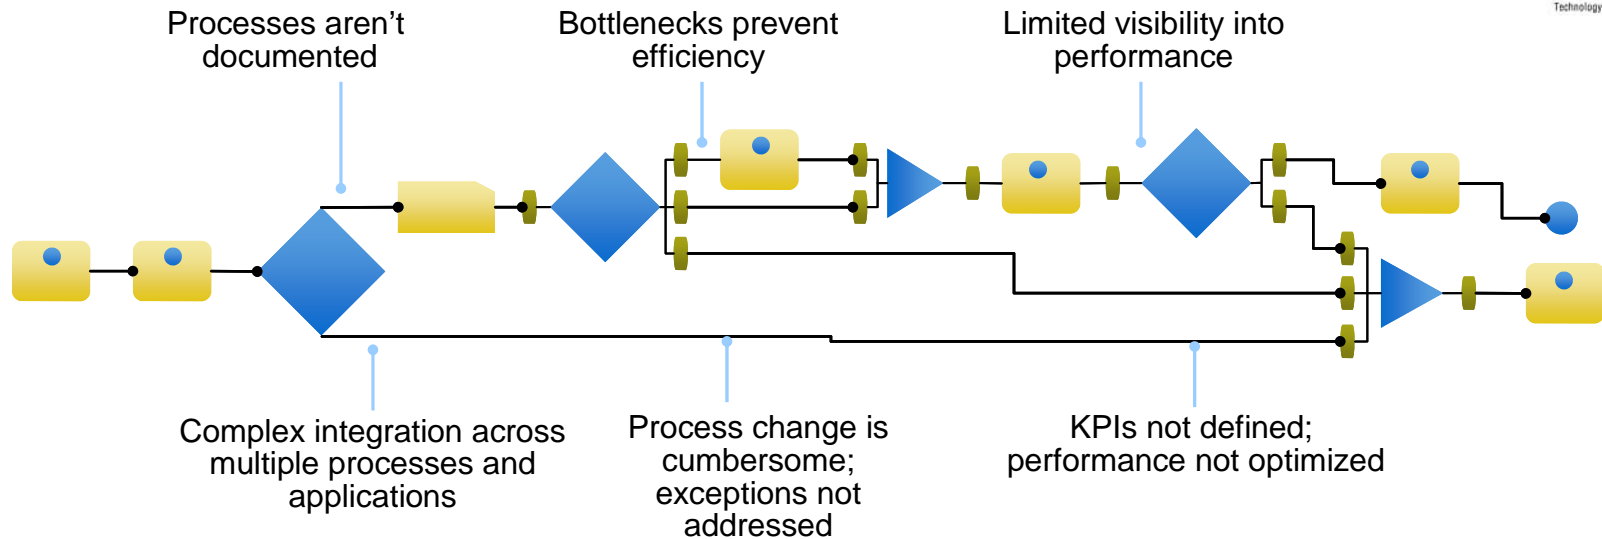 Technology
Processes aren’t
documented
Bottlenecks prevent
efficiency
Limited visibility into
performance
Complex integration across
multiple processes and
applications
Process change is
cumbersome;
exceptions not
addressed
KPIs not defined;
performance not optimized